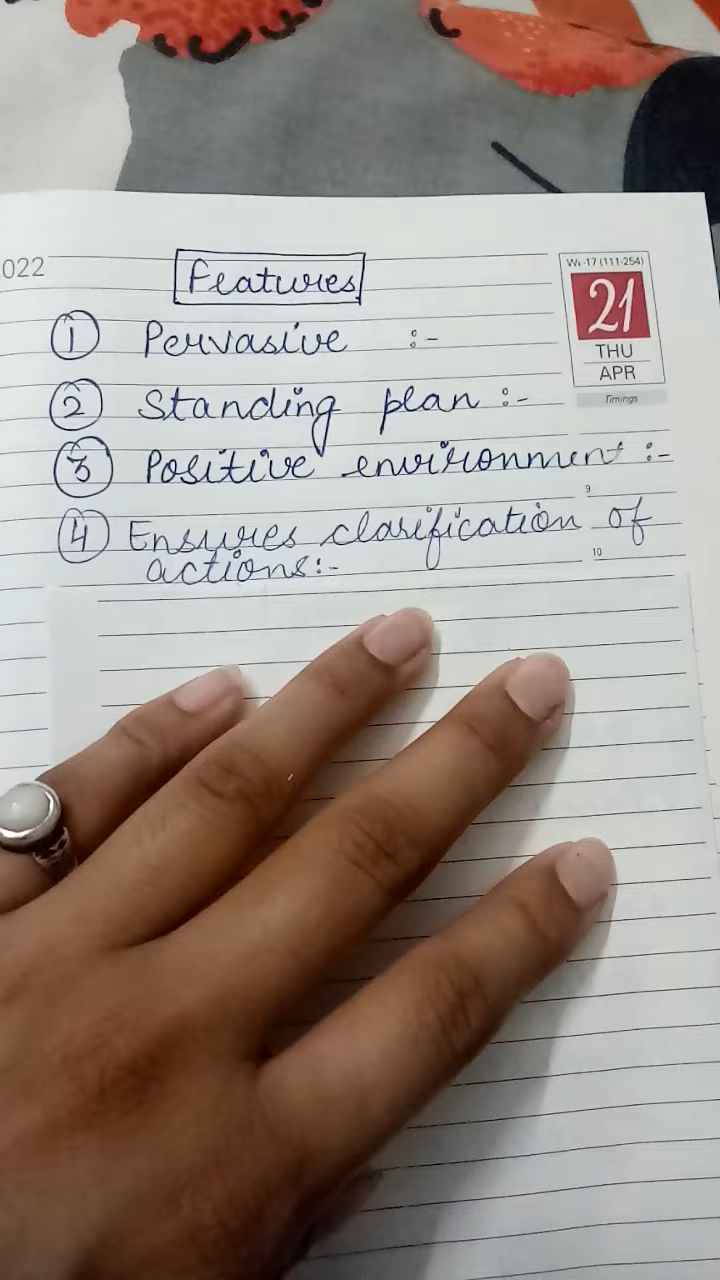 022
Features
Wk-17 (111-254)
21
THU
APR
Timings
① Pervasive :-
② Standing plan :-
③ Positive environment :-
9
④ Ensures clarification of
10
actions:-